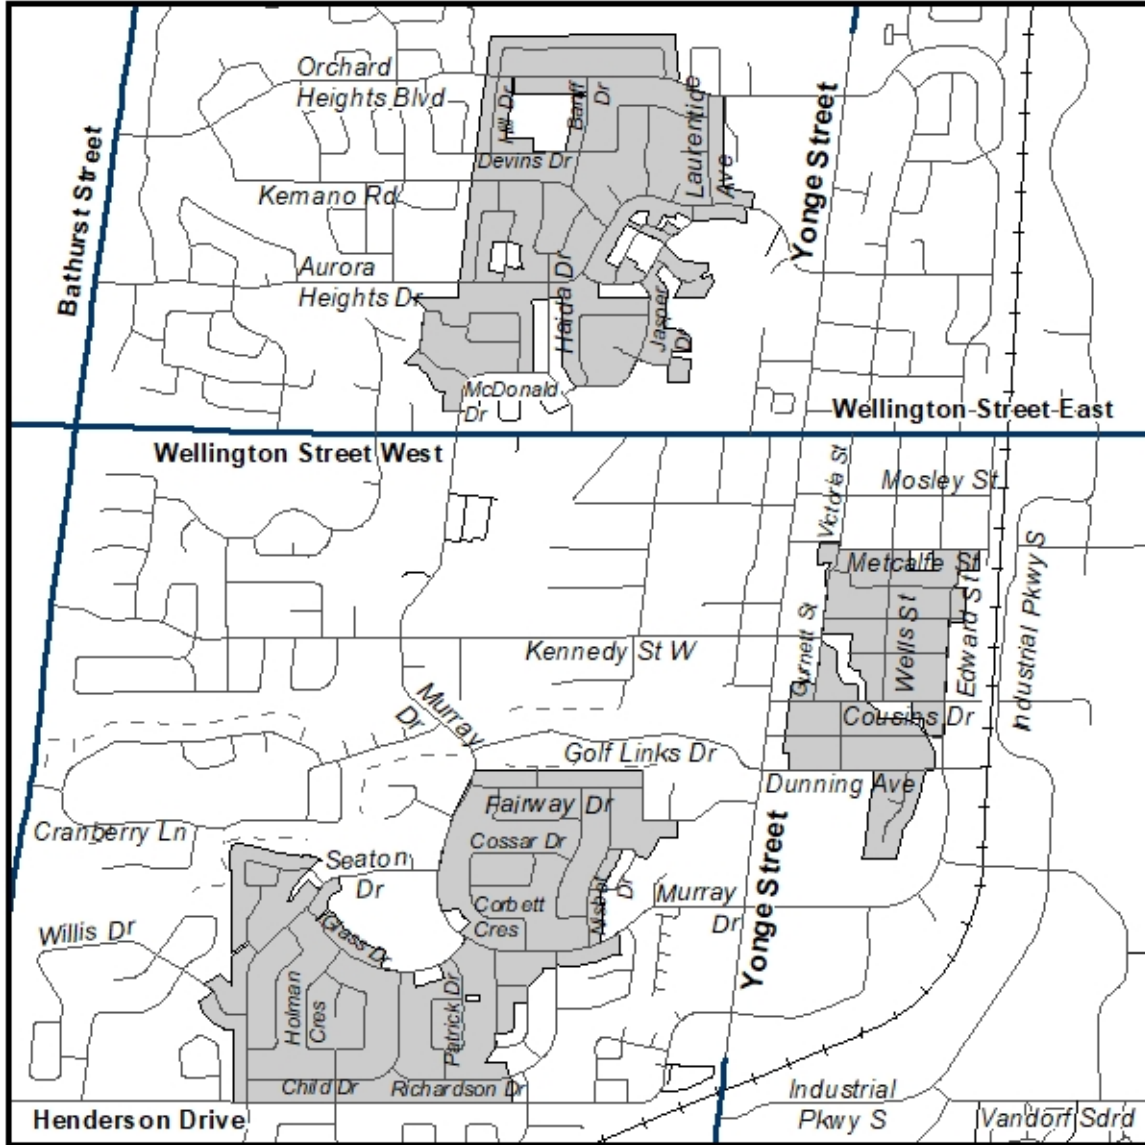 Orchard
Heights Blvd
Hill Dr
Banff
Dr
Laurentide
Ave
Devins Dr
Kemano Rd
Bathurst Street
Yonge Street
Aurora
Heights Dr
Haida Dr
Jasper
Dr
McDonald
Dr
Wellington Street East
Wellington Street West
Victoria St
Mosley St
Metcalfe St
Gurnett St
Wells St
Edward St
Industrial Pkwy S
Kennedy St W
Murray
Dr
Cousins Dr
Golf Links Dr
Dunning Ave
Fairway Dr
Cranberry Ln
Cossar Dr
Seaton
Dr
Nisbet
Dr
Murray
Dr
Corbett
Cres
Yonge Street
Willis Dr
Glass Dr
Holman
Cres
Patrick Dr
Child Dr
Richardson Dr
Industrial
Pkwy S
Henderson Drive
Vandorf Sdrd